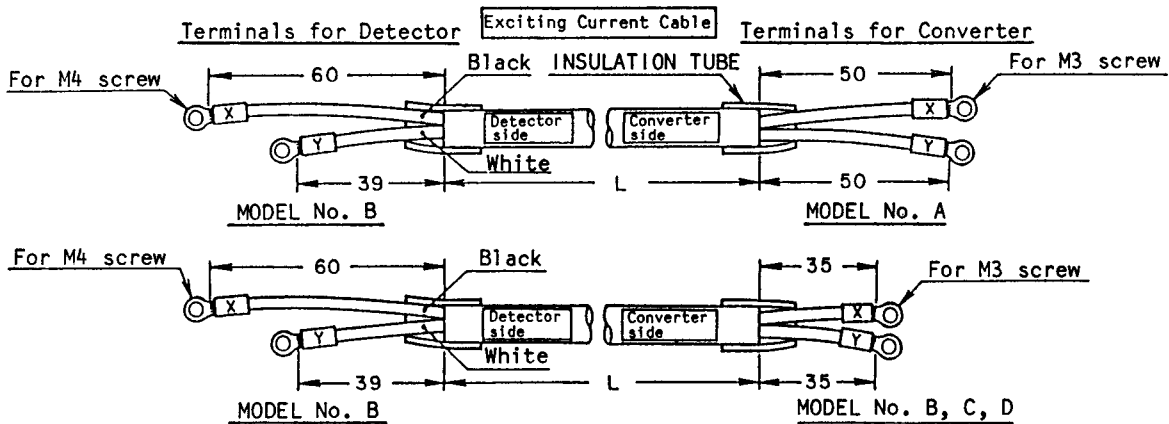 Exciting Current Cable
Terminals for Detector
Terminals for Converter
For M4 screw
60
Black
INSULATION TUBE
50
For M3 screw
X
Y
Detector side
Converter side
X
Y
White
39
L
50
MODEL No. B
MODEL No. A
For M4 screw
60
Black
35
For M3 screw
X
Y
Detector side
Converter side
X
Y
White
39
L
35
MODEL No. B
MODEL No. B, C, D